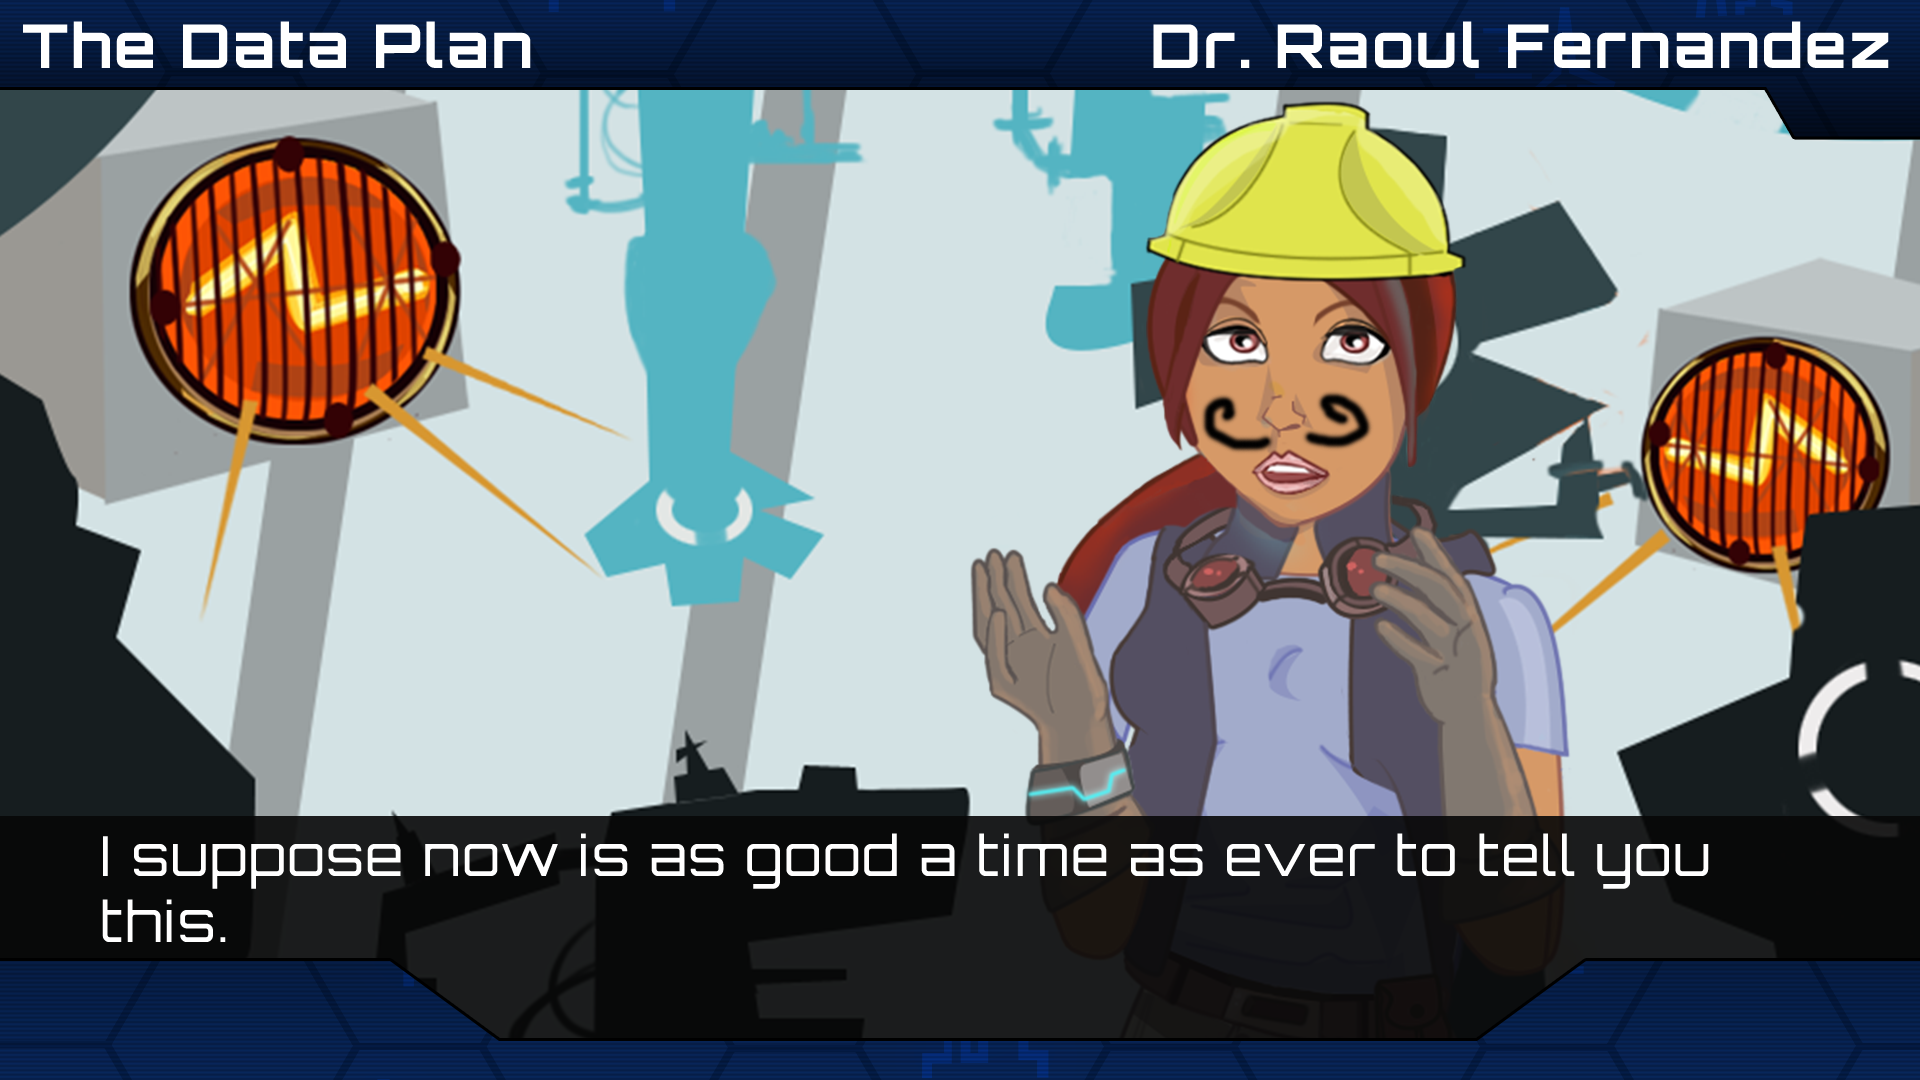 The Data Plan
Dr. Raoul Fernandez
I suppose now is as good a time as ever to tell you
this.